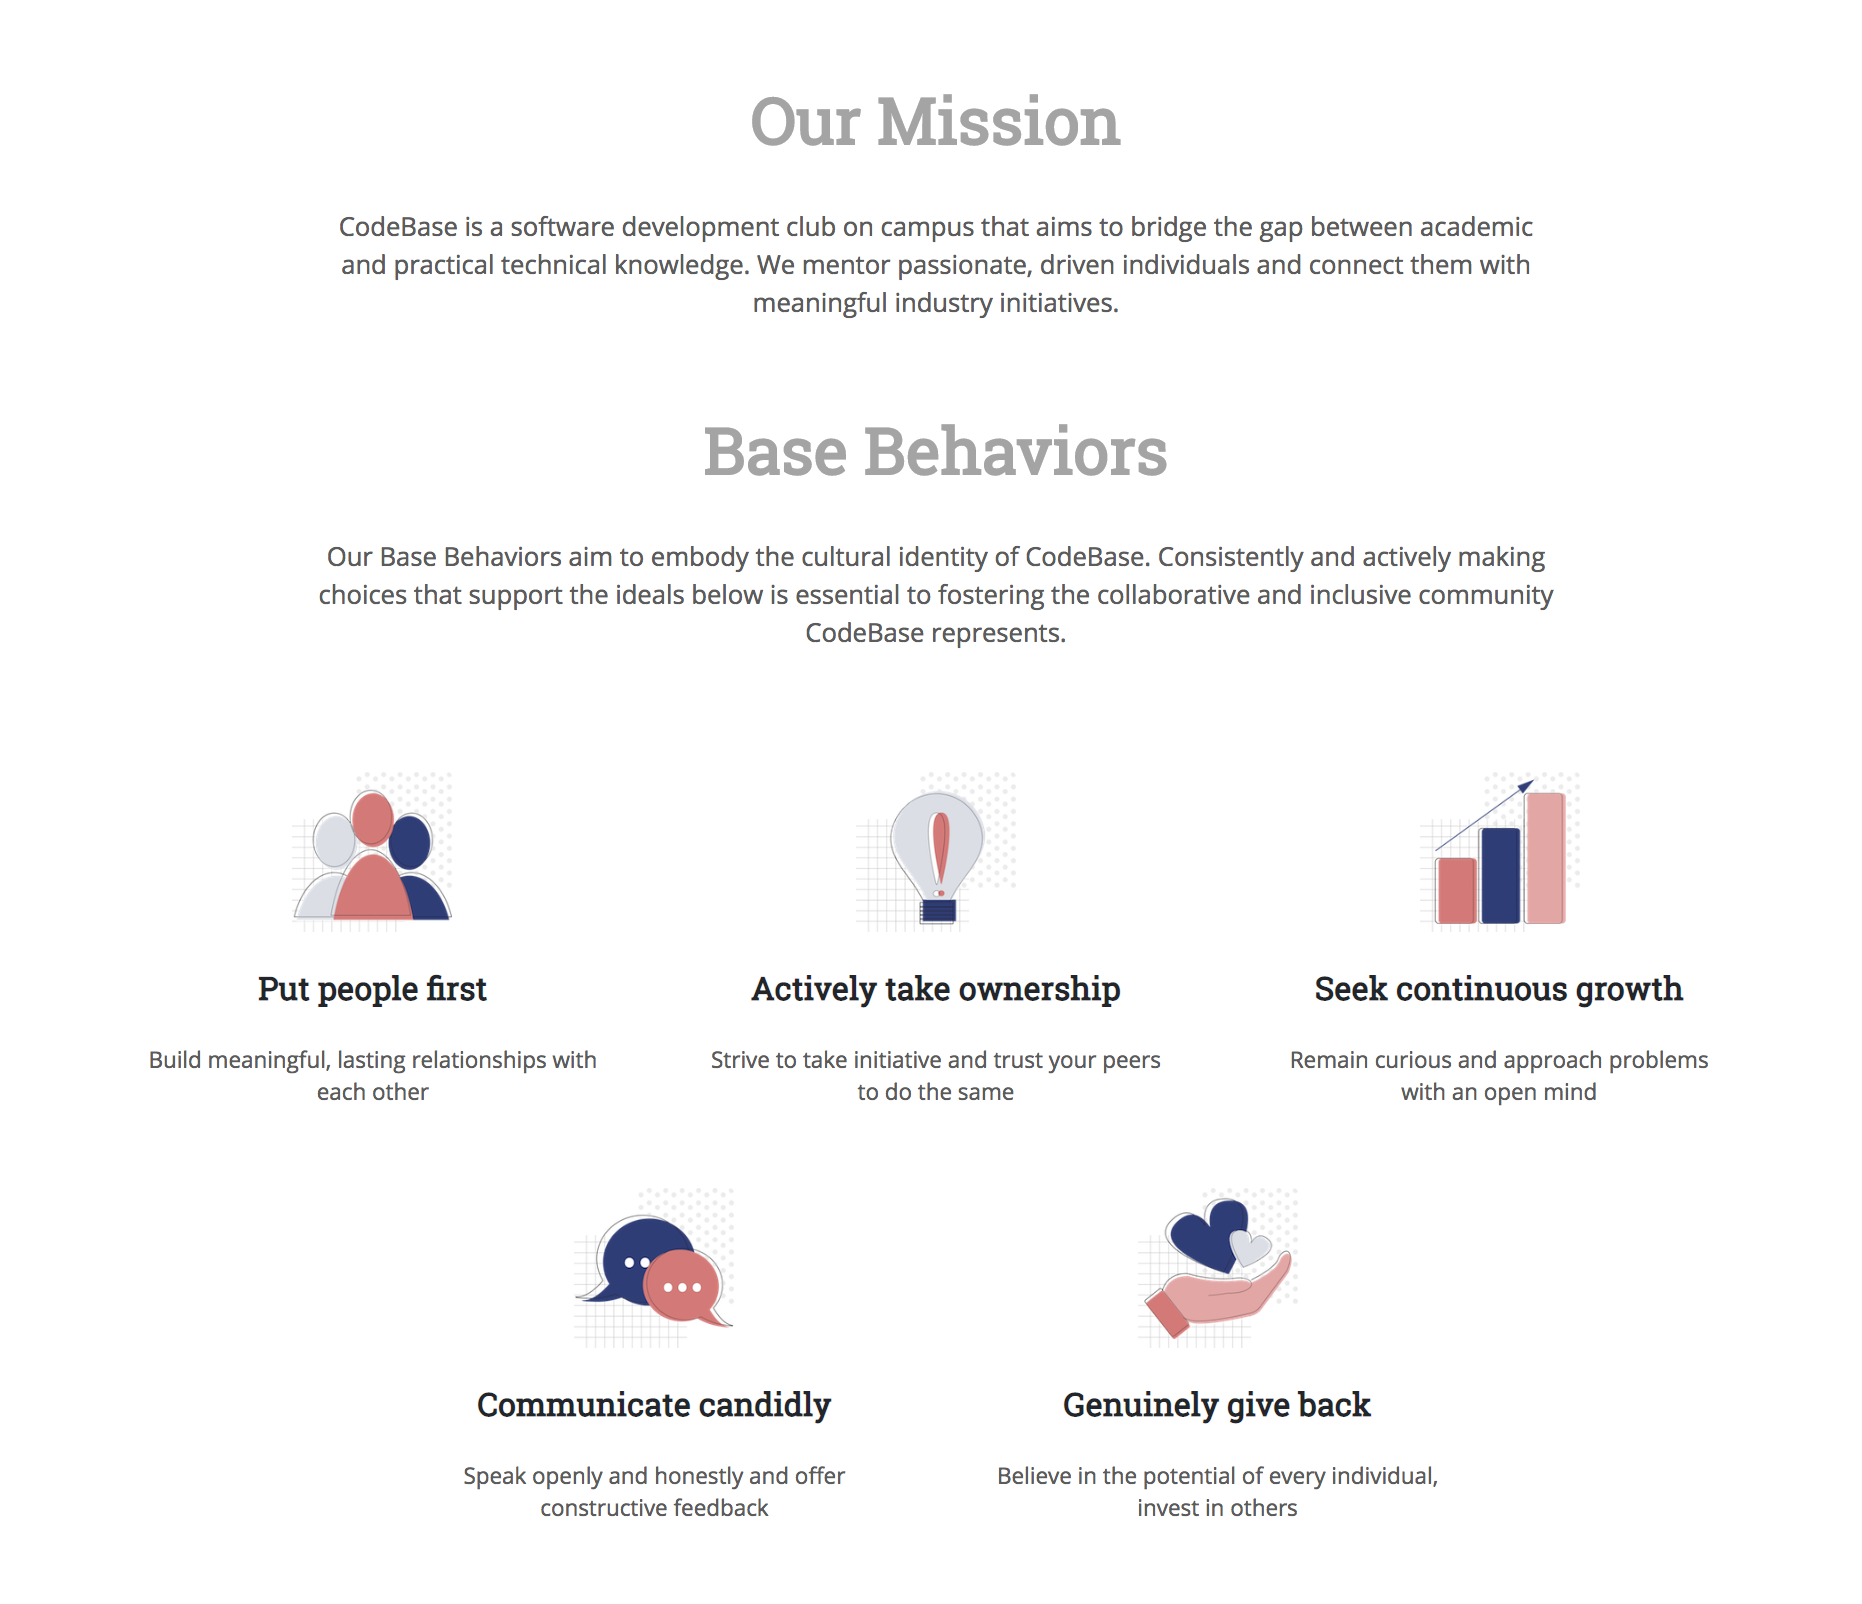 Our Mission
CodeBase is a software development club on campus that aims to bridge the gap between academic
and practical technical knowledge. We mentor passionate, driven individuals and connect them with
meaningful industry initiatives.
Base Behaviors
Our Base Behaviors aim to embody the cultural identity of CodeBase. Consistently and actively making
choices that support the ideals below is essential to fostering the collaborative and inclusive community
CodeBase represents.
Put people first
Build meaningful, lasting relationships with
each other
Actively take ownership
Strive to take initiative and trust your peers
to do the same
Seek continuous growth
Remain curious and approach problems
with an open mind
Communicate candidly
Speak openly and honestly and offer
constructive feedback
Genuinely give back
Believe in the potential of every individual,
invest in others